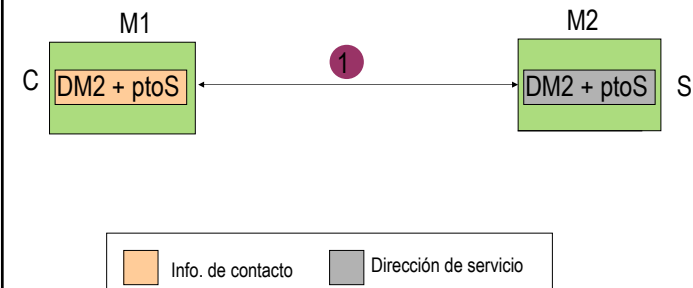 M1
M2
1
C
DM2 + ptoS
DM2 + ptoS
S
Info. de contacto
Dirección de servicio